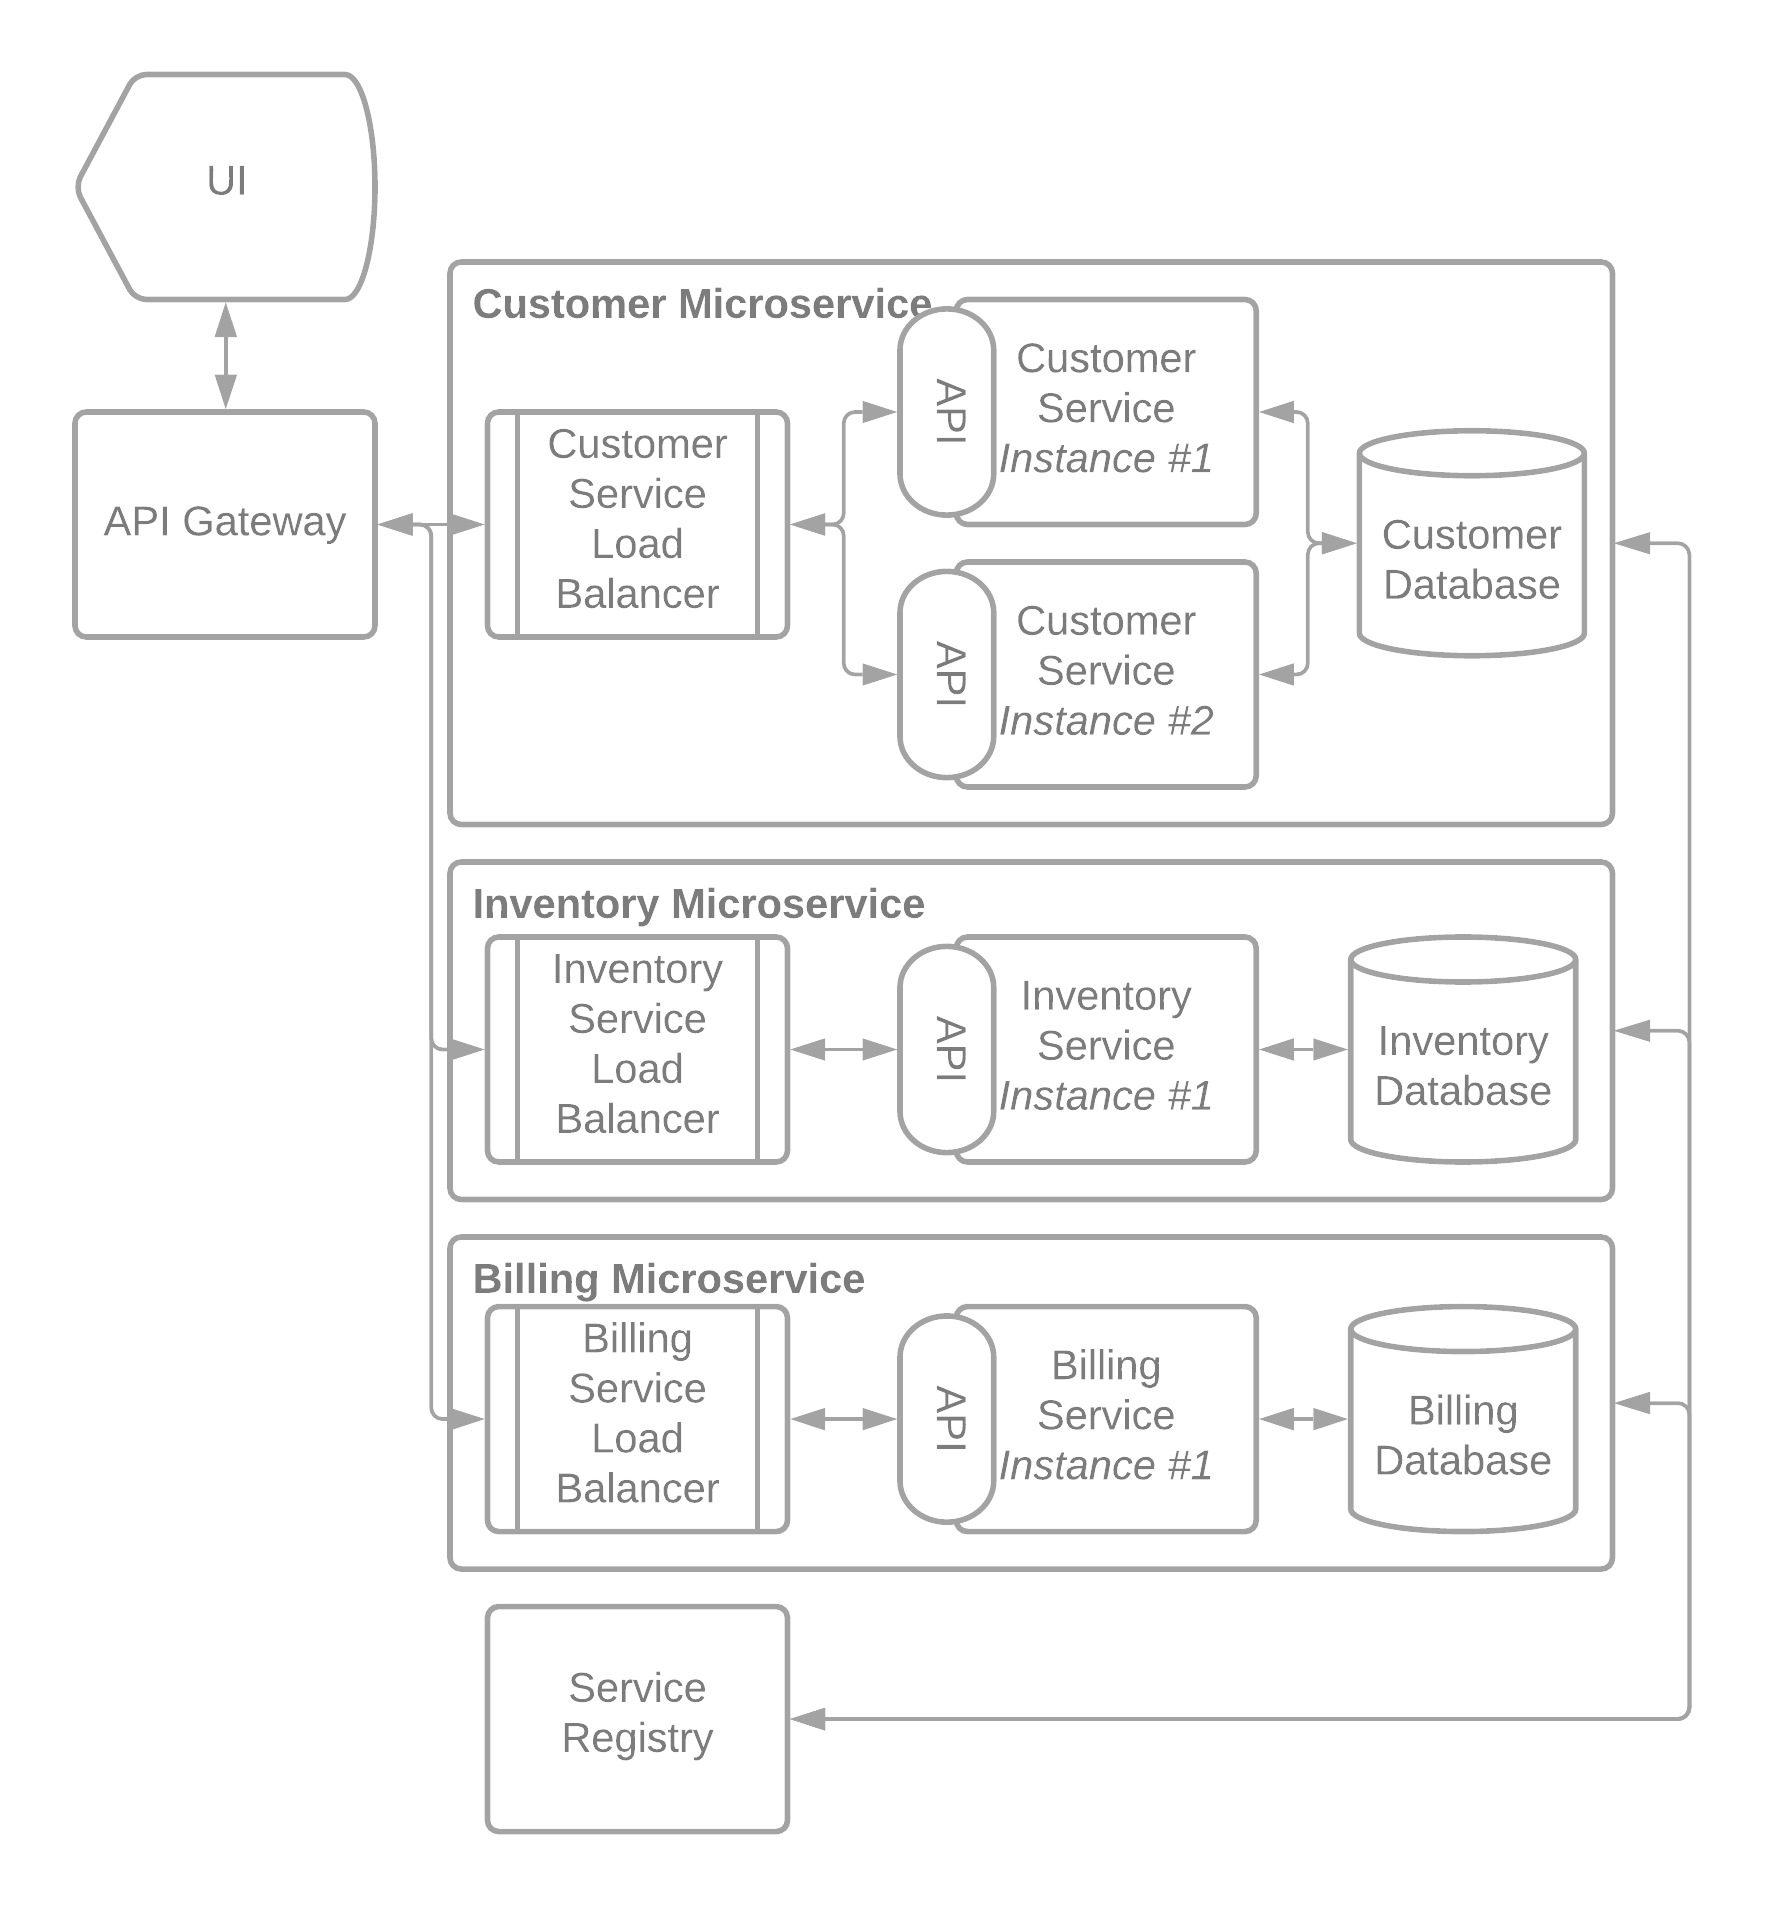 UI
API Gateway
Customer Microservice
Customer
Service
Load
Balancer
API
Customer
Service
Instance #1
API
Customer
Service
Instance #2
Customer
Database
Inventory Microservice
Inventory
Service
Load
Balancer
API
Inventory
Service
Instance #1
Inventory
Database
Billing Microservice
Billing
Service
Load
Balancer
API
Billing
Service
Instance #1
Billing
Database
Service
Registry